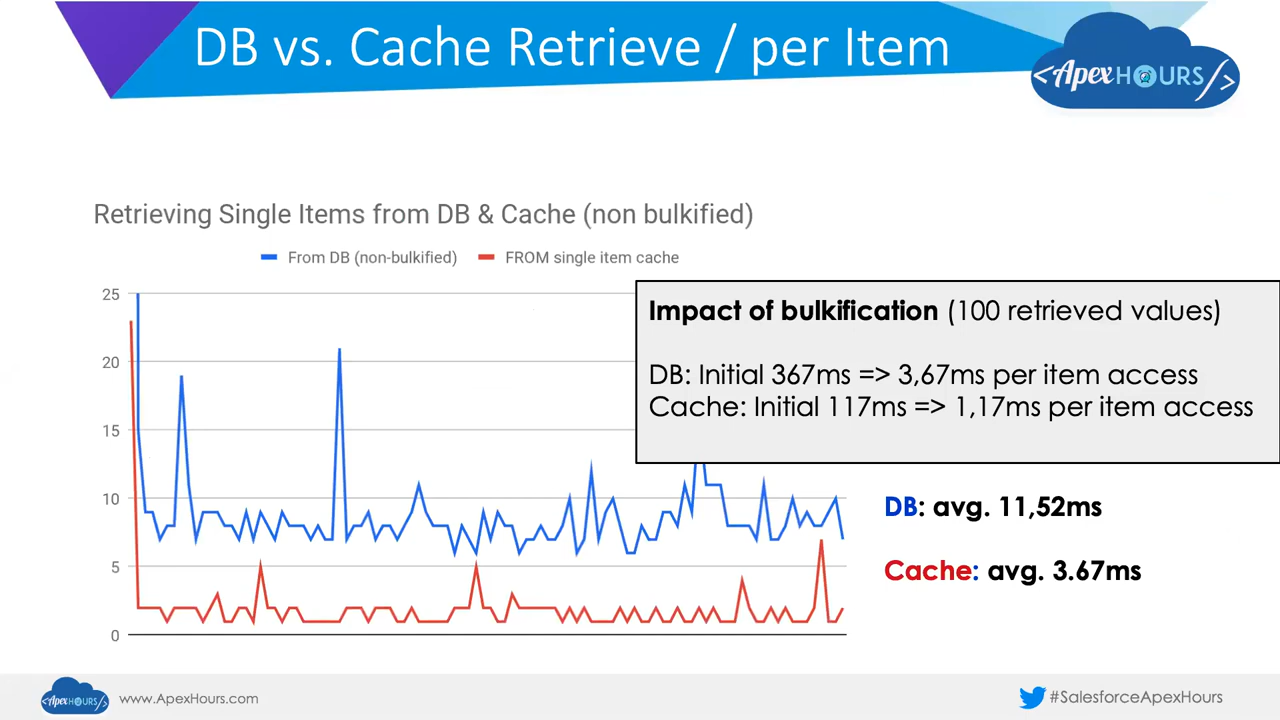 DB vs. Cache Retrieve / per Item
<ApexHOURS/>
Retrieving Single Items from DB & Cache (non bulkified)
From DB (non-bulkified) FROM single item cache
25
20
15
10
5
0
Impact of bulkification (100 retrieved values)
DB: Initial 367ms => 3,67ms per item access
Cache: Initial 117ms => 1,17ms per item access
DB: avg. 11,52ms
Cache: avg. 3.67ms
<ApexHOURS/>
www.ApexHours.com
#SalesforceApexHours